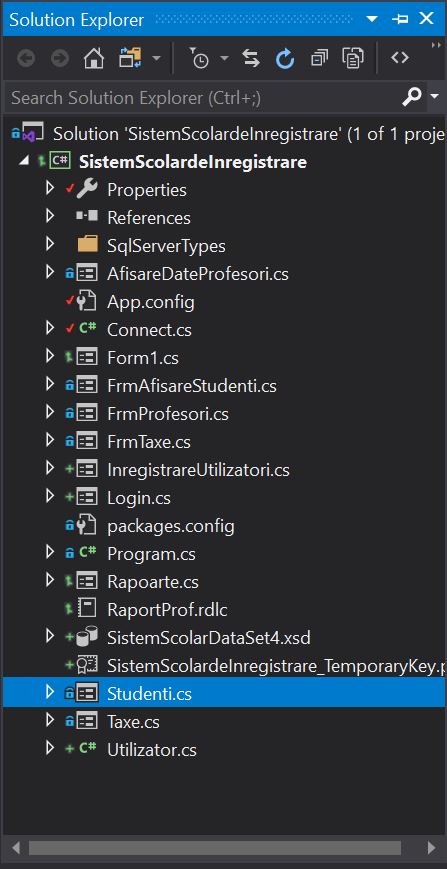 Solution Explorer
Search Solution Explorer (Ctrl+;)
Solution 'SistemScolardeInregistrare' (1 of 1 proje
C# SistemScolardeInregistrare
Properties
References
SqlServerTypes
AfisareDateProfesori.cs
App.config
C# Connect.cs
Form1.cs
FrmAfisareStudenti.cs
FrmProfesori.cs
FrmTaxe.cs
InregistrareUtilizatori.cs
Login.cs
packages.config
C# Program.cs
Rapoarte.cs
RaportProf.rdlc
SistemScolarDataSet4.xsd
SistemScolardeInregistrare_TemporaryKey.p
Studenti.cs
Taxe.cs
C# Utilizator.cs